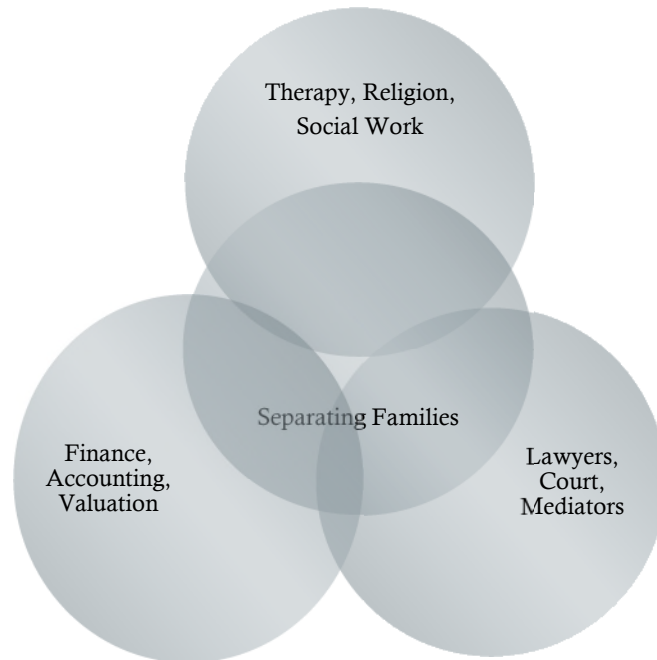 Therapy, Religion,
Social Work
Separating Families
Finance,
Accounting,
Valuation
Lawyers,
Court,
Mediators